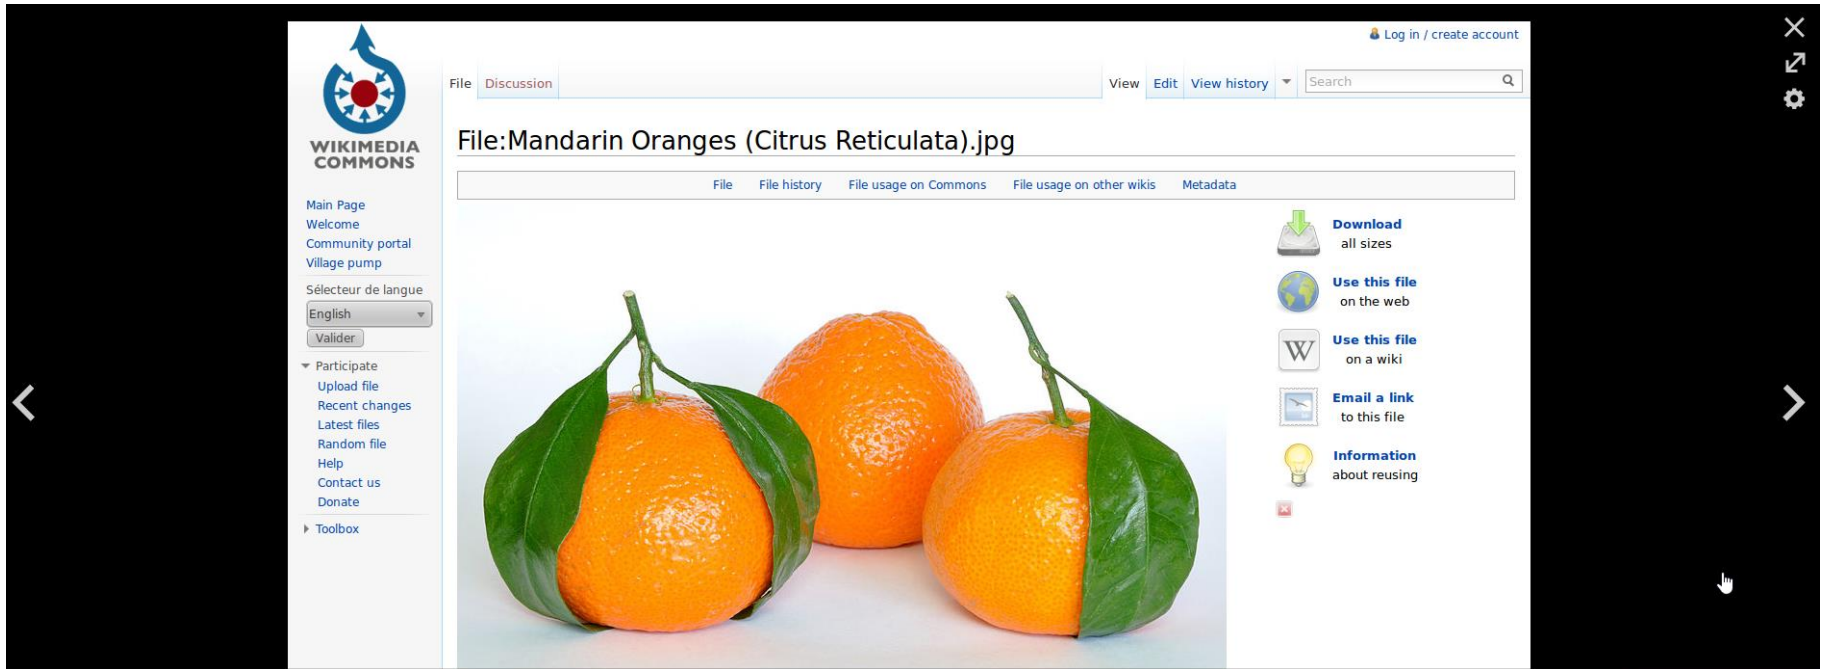 Log in / create account
File Discussion View Edit View history Search
WIKIMEDIA
COMMONS
File:Mandarin Oranges (Citrus Reticulata).jpg
File File history File usage on Commons File usage on other wikis Metadata
Main Page
Welcome
Community portal
Village pump
Sélecteur de langue
English
Valider
Participate
Upload file
Recent changes
Latest files
Random file
Help
Contact us
Donate
Toolbox
Download
all sizes
Use this file
on the web
W
Use this file
on a wiki
Email a link
to this file
Information
about reusing